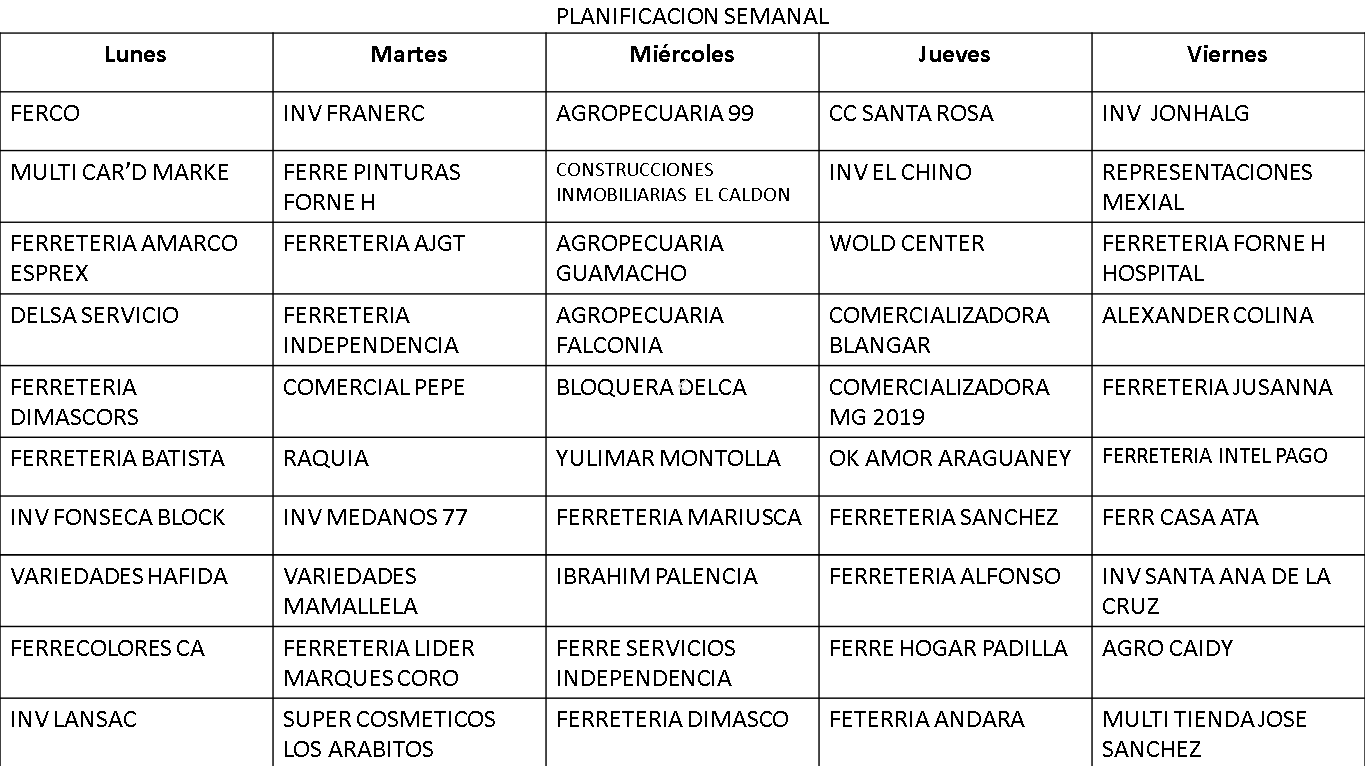 PLANIFICACION SEMANAL
Lunes Martes Miércoles Jueves Viernes
FERCO INV FRANERC AGROPECUARIA 99 CC SANTA ROSA INV JONHALG
MULTI CAR’D MARKE FERRE PINTURAS CONSTRUCCIONES INV EL CHINO REPRESENTACIONES
FORNE H INMOBILIARIAS EL CALDON MEXIAL
FERRETERIA AMARCO FERRETERIA AJGT AGROPECUARIA WOLD CENTER FERRETERIA FORNE H
ESPREX GUAMACHO HOSPITAL
DELSA SERVICIO FERRETERIA AGROPECUARIA COMERCIALIZADORA ALEXANDER COLINA
INDEPENDENCIA FALCONIA BLANGAR
FERRETERIA COMERCIAL PEPE BLOQUERA DELCA COMERCIALIZADORA FERRETERIA JUSANNA
DIMASCORS MG 2019
FERRETERIA BATISTA RAQUIA YULIMAR MONTOLLA OK AMOR ARAGUANEY FERRETERIA INTEL PAGO
INV FONSECA BLOCK INV MEDANOS 77 FERRETERIA MARIUSCA FERRETERIA SANCHEZ FERR CASA ATA
VARIEDADES HAFIDA VARIEDADES IBRAHIM PALENCIA FERRETERIA ALFONSO INV SANTA ANA DE LA
MAMALLELA CRUZ
FERRECOLORES CA FERRETERIA LIDER FERRE SERVICIOS FERRE HOGAR PADILLA AGRO CAIDY
MARQUES CORO INDEPENDENCIA
INV LANSAC SUPER COSMETICOS FERRETERIA DIMASCO FETERRIA ANDARA MULTI TIENDA JOSE
LOS ARABITOS SANCHEZ